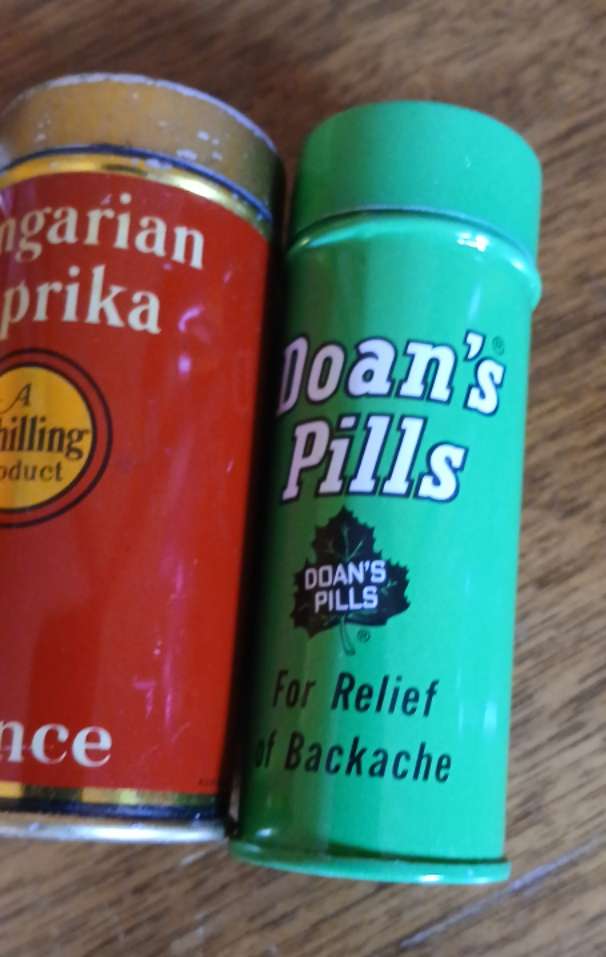 ngarian
prika
A
hilling
oduct
nce
Doan's®
Pills
DOAN'S
PILLS
®
For Relief
of Backache